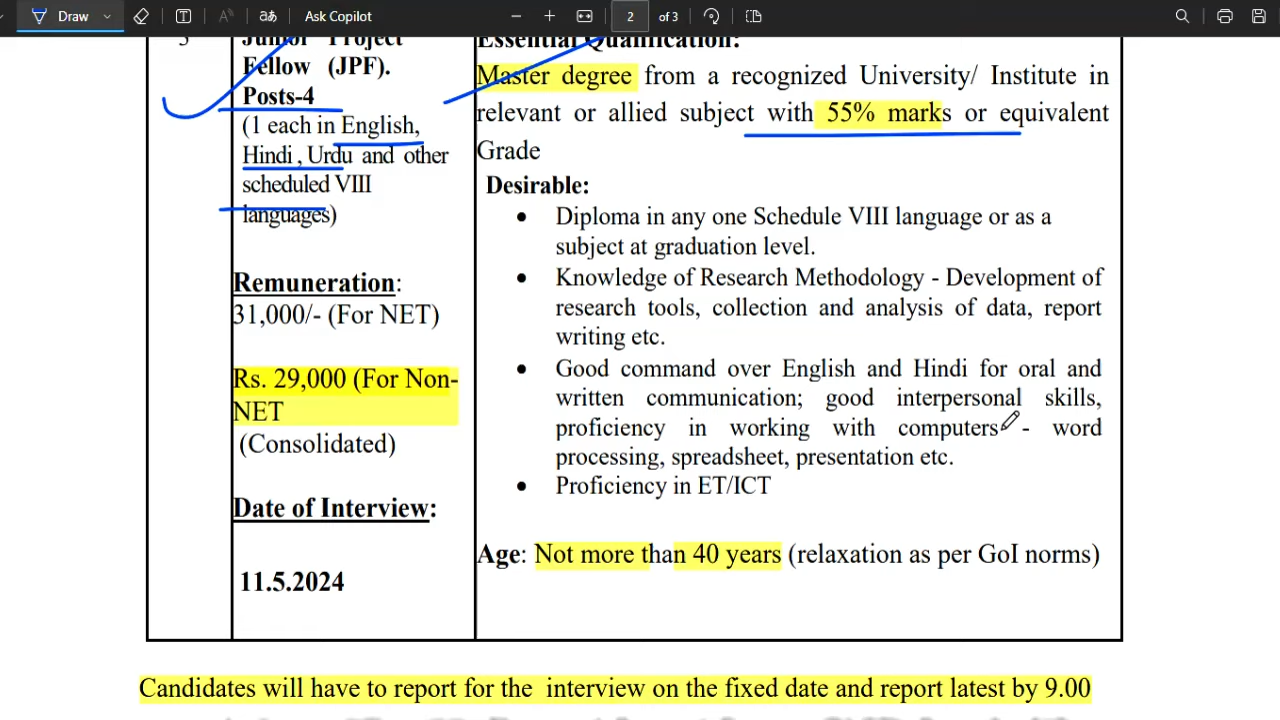 Draw
Ask Copilot
2 of 3
3
Junior Project
Fellow (JPF).
Posts-4
(1 each in English,
Hindi , Urdu and other
scheduled VIII
languages)
Remuneration:
31,000/- (For NET)
Rs. 29,000 (For Non-
NET
(Consolidated)
Date of Interview:
11.5.2024
Essential Qualification:
Master degree from a recognized University/ Institute in
relevant or allied subject with 55% marks or equivalent
Grade
Desirable:
• Diploma in any one Schedule VIII language or as a
subject at graduation level.
• Knowledge of Research Methodology - Development of
research tools, collection and analysis of data, report
writing etc.
• Good command over English and Hindi for oral and
written communication; good interpersonal skills,
proficiency in working with computers - word
processing, spreadsheet, presentation etc.
• Proficiency in ET/ICT
Age: Not more than 40 years (relaxation as per GoI norms)
Candidates will have to report for the interview on the fixed date and report latest by 9.00